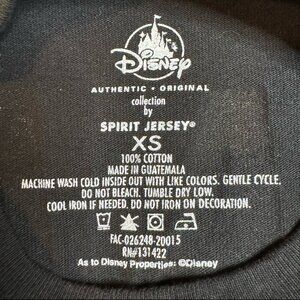 Disney
AUTHENTIC • ORIGINAL
collection
by
SPIRIT JERSEY®
XS
100% COTTON
MADE IN GUATEMALA
MACHINE WASH COLD INSIDE OUT WITH LIKE COLORS. GENTLE CYCLE.
DO NOT BLEACH. TUMBLE DRY LOW.
COOL IRON IF NEEDED. DO NOT IRON ON DECORATION.
FAC-026248-20015
RN#131422
As to Disney Properties: ©Disney